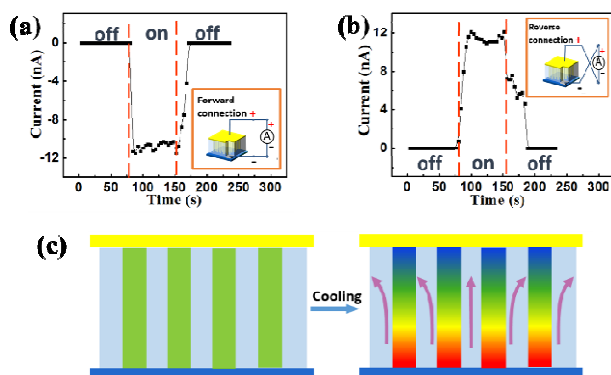 (a)
off
on
off
0
-4
-8
-12
Current (nA)
Forward
connection +
+
A
-
-
0 50 100 150 200 250 300
Time (s)
(b)
12
8
4
0
Current (nA)
Reverse
connection +
+
A
-
-
off
on
off
0 50 100 150 200 250 300
Time (s)
(c)
Cooling